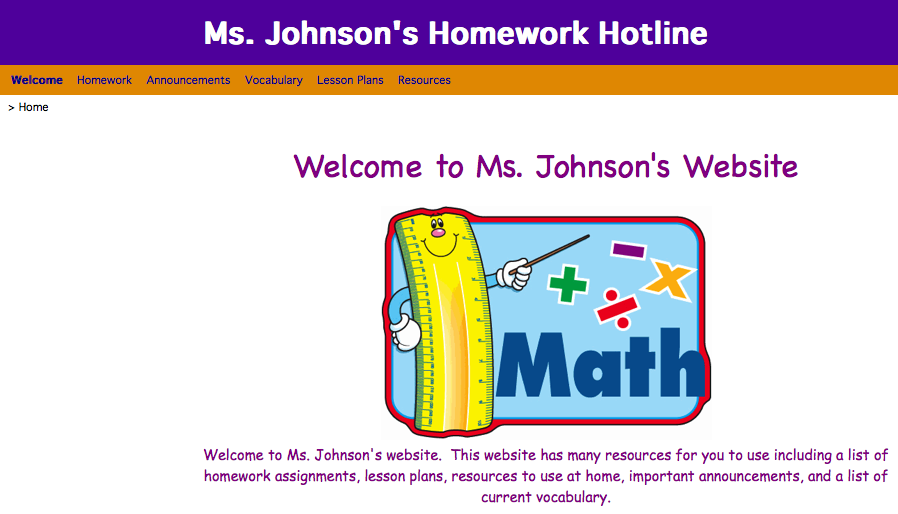 Ms. Johnson's Homework Hotline
Welcome Homework Announcements Vocabulary Lesson Plans Resources
> Home
Welcome to Ms. Johnson's Website
Math
Welcome to Ms. Johnson's website. This website has many resources for you to use including a list of
homework assignments, lesson plans, resources to use at home, important announcements, and a list of
current vocabulary.